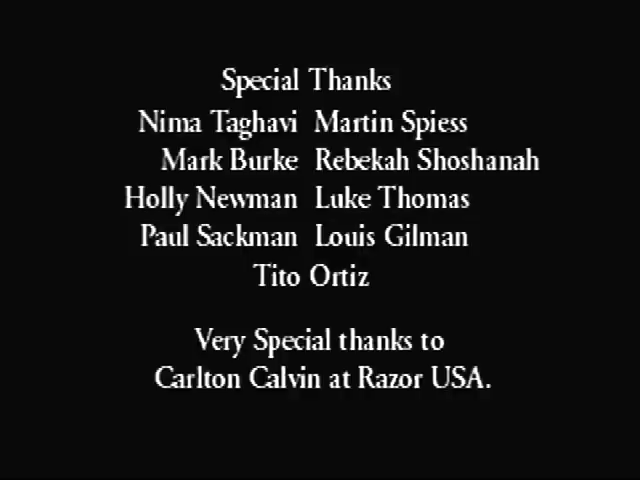 Special Thanks
Nima Taghavi Martin Spiess
Mark Burke Rebekah Shoshanah
Holly Newman Luke Thomas
Paul Sackman Louis Gilman
Tito Ortiz
Very Special thanks to
Carlton Calvin at Razor USA.